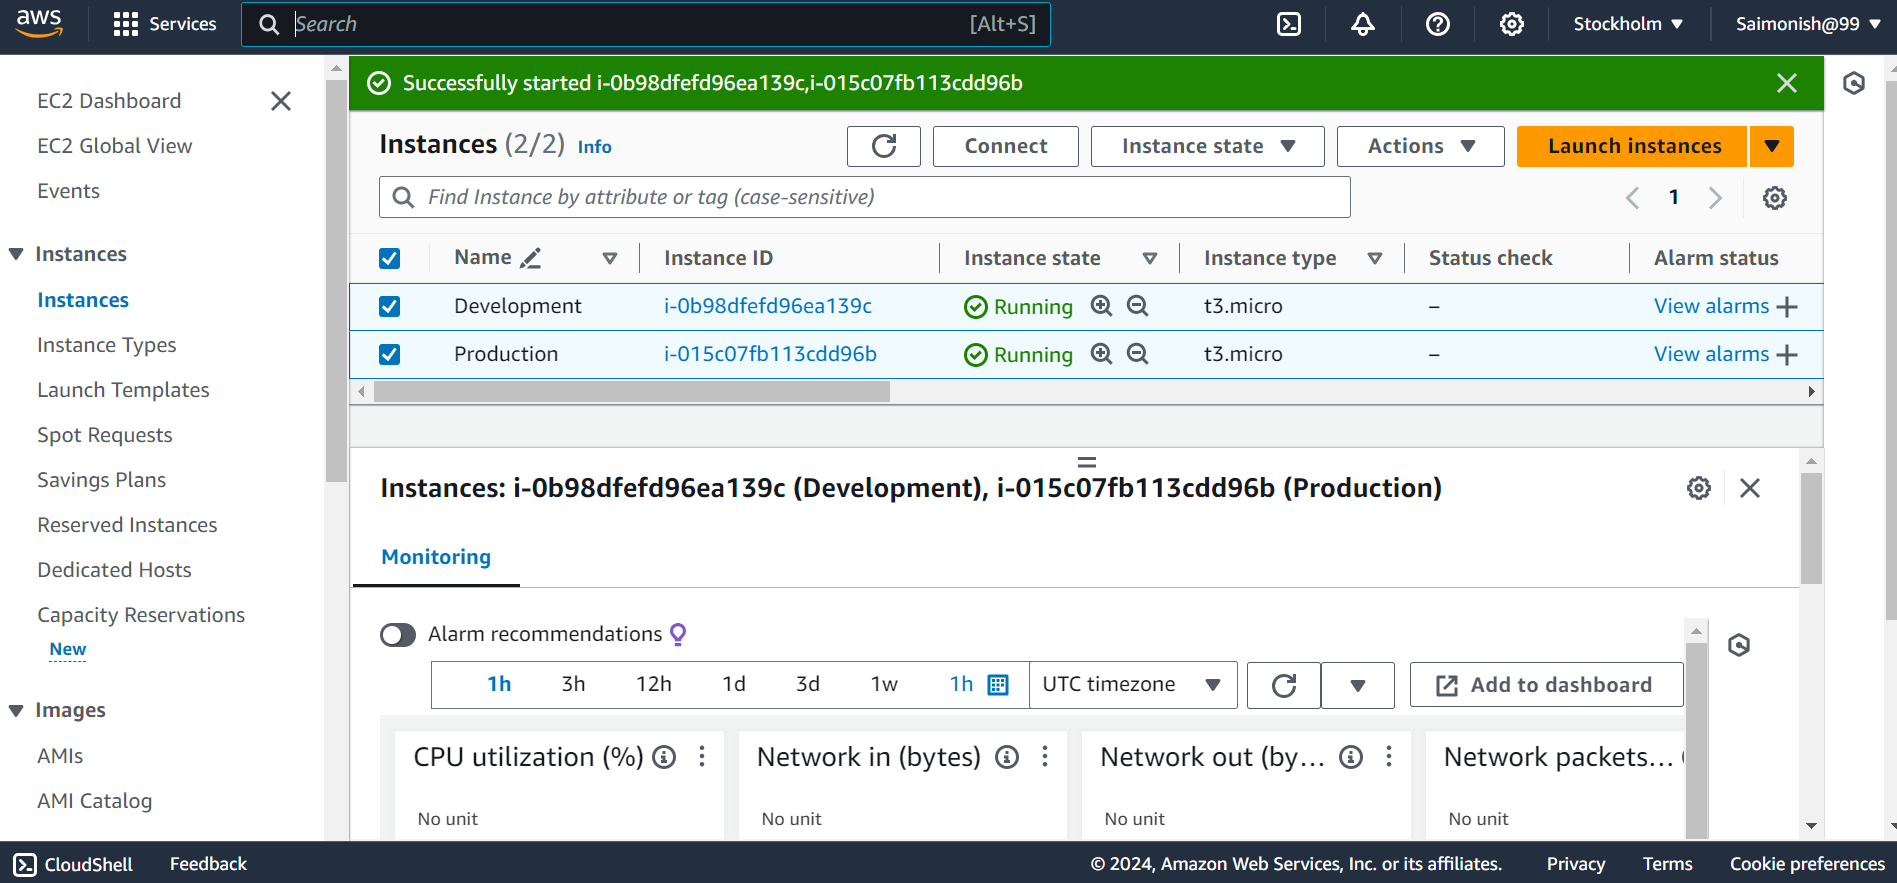 aws
Services
Search [Alt+S]
Stockholm
Saimonish@99
EC2 Dashboard
EC2 Global View
Events
Instances
Instances
Instance Types
Launch Templates
Spot Requests
Savings Plans
Reserved Instances
Dedicated Hosts
Capacity Reservations
New
Images
AMIs
AMI Catalog
Successfully started i-0b98dfefd96ea139c,i-015c07fb113cdd96b
Instances (2/2) Info
Connect
Instance state
Actions
Launch instances
Find Instance by attribute or tag (case-sensitive)
1
Name Instance ID Instance state Instance type Status check Alarm status
Development i-0b98dfefd96ea139c Running t3.micro – View alarms
Production i-015c07fb113cdd96b Running t3.micro – View alarms
Instances: i-0b98dfefd96ea139c (Development), i-015c07fb113cdd96b (Production)
Monitoring
Alarm recommendations
1h 3h 12h 1d 3d 1w 1h UTC timezone Add to dashboard
CPU utilization (%) Network in (bytes) Network out (by... Network packets...
No unit No unit No unit No unit
CloudShell Feedback © 2024, Amazon Web Services, Inc. or its affiliates. Privacy Terms Cookie preferences